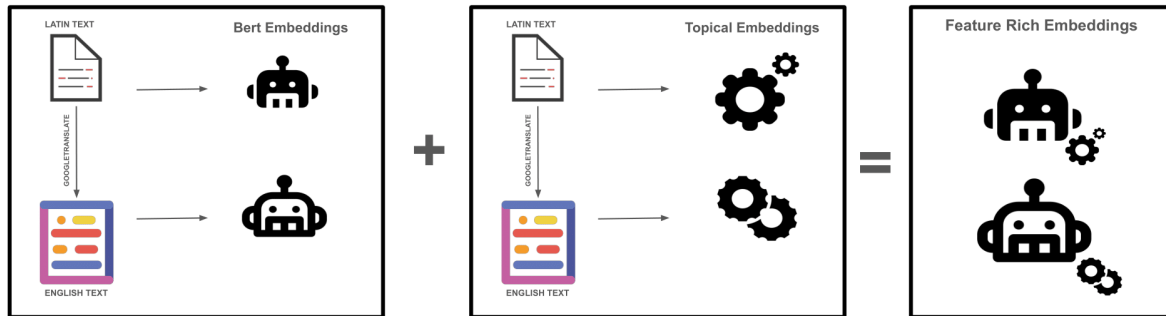 LATIN TEXT
Bert Embeddings
GOOGLETRANSLATE
ENGLISH TEXT
+
LATIN TEXT
Topical Embeddings
GOOGLETRANSLATE
ENGLISH TEXT
=
Feature Rich Embeddings